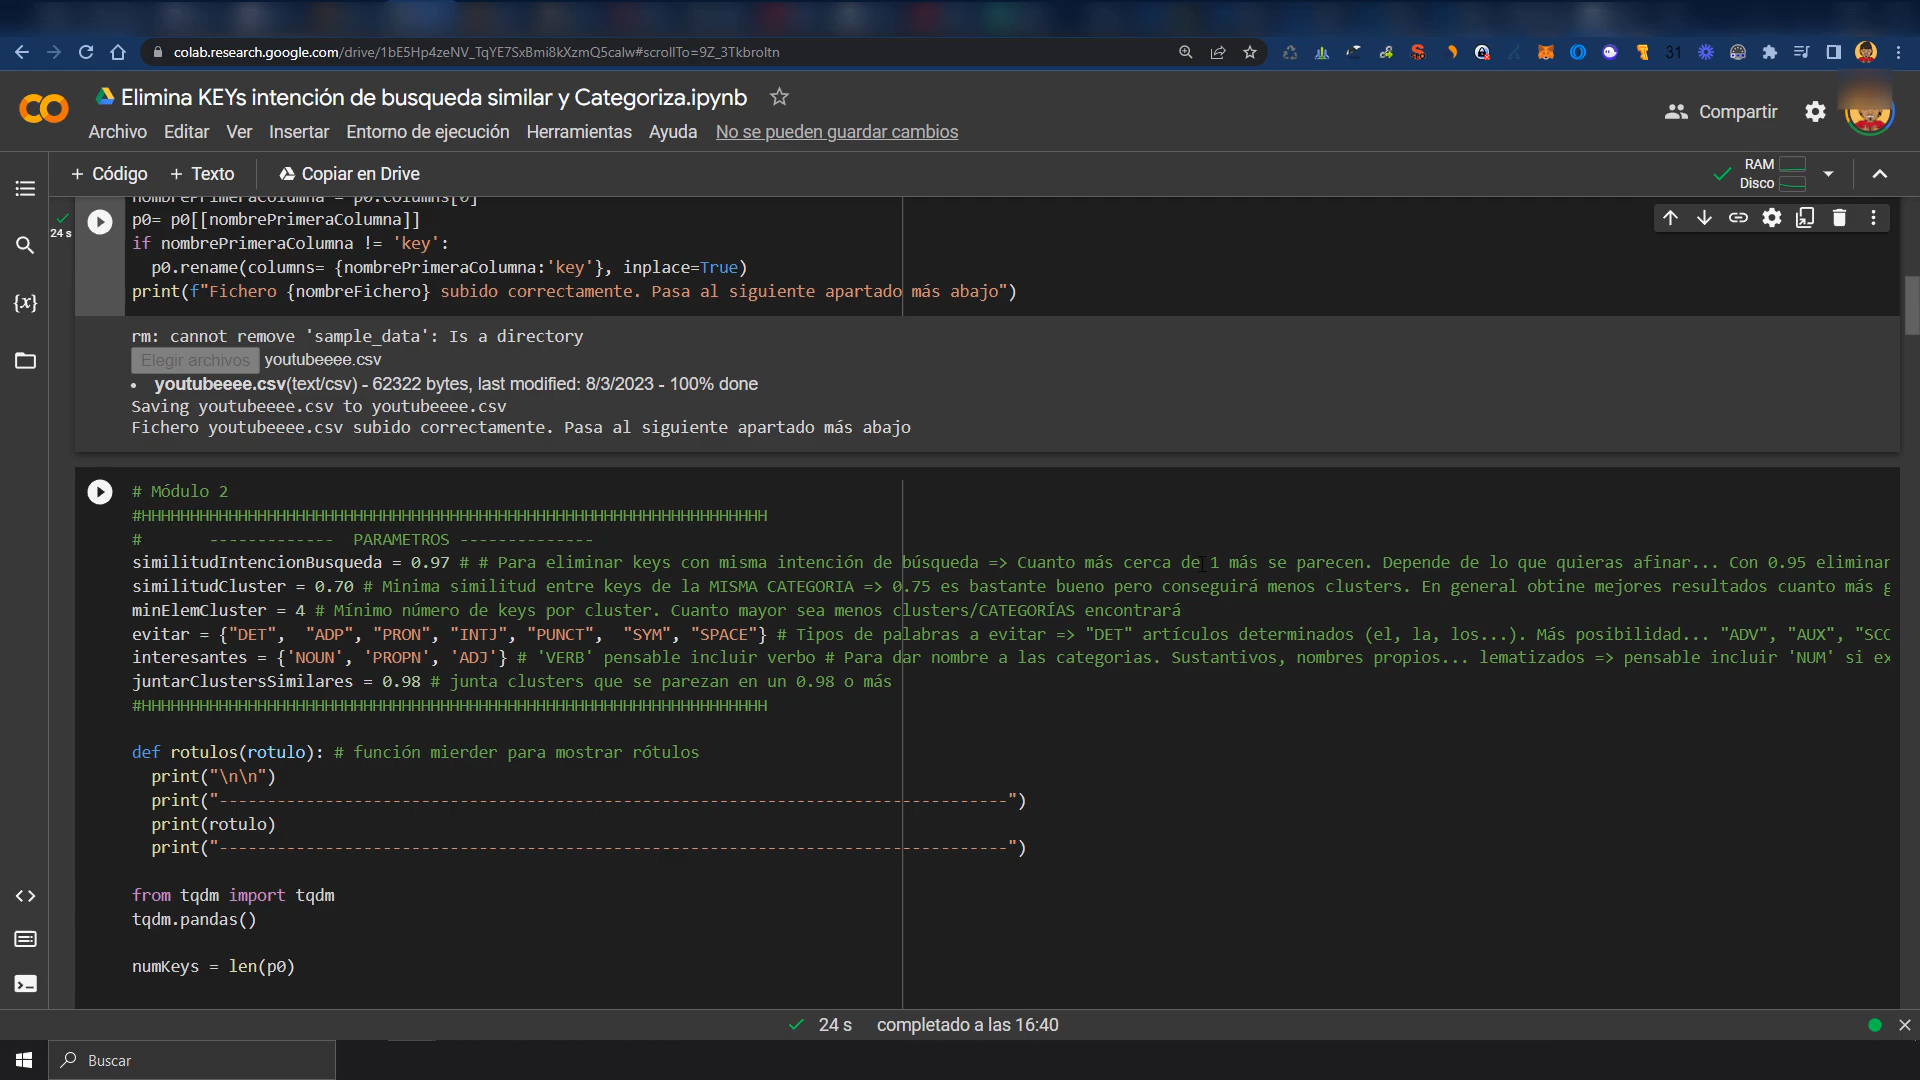 colab.research.google.com/drive/1bE5Hp4zeNV_TqYE7SxBmi8kXzmQ5calw#scrollTo=9Z_3Tkbroltn
31
Elimina KEYs intención de busqueda similar y Categoriza.ipynb
Compartir
Archivo Editar Ver Insertar Entorno de ejecución Herramientas Ayuda No se pueden guardar cambios
+ Código + Texto Copiar en Drive
RAM
Disco
nombrePrimeraColumna = p0.columns[0]
24 s
p0= p0[[nombrePrimeraColumna]]
if nombrePrimeraColumna != 'key':
p0.rename(columns= {nombrePrimeraColumna:'key'}, inplace=True)
print(f"Fichero {nombreFichero} subido correctamente. Pasa al siguiente apartado más abajo")
rm: cannot remove 'sample_data': Is a directory
Elegir archivos youtubeeee.csv
• youtubeeee.csv(text/csv) - 62322 bytes, last modified: 8/3/2023 - 100% done
Saving youtubeeee.csv to youtubeeee.csv
Fichero youtubeeee.csv subido correctamente. Pasa al siguiente apartado más abajo
# Módulo 2
#HHHHHHHHHHHHHHHHHHHHHHHHHHHHHHHHHHHHHHHHHHHHHHHHHHHHHHHHHHHHHHHHH
# ------------- PARAMETROS --------------
similitudIntencionBusqueda = 0.97 # # Para eliminar keys con misma intención de búsqueda => Cuanto más cerca de 1 más se parecen. Depende de lo que quieras afinar... Con 0.95 eliminar
similitudCluster = 0.70 # Minima similitud entre keys de la MISMA CATEGORIA => 0.75 es bastante bueno pero conseguirá menos clusters. En general obtine mejores resultados cuanto más g
minElemCluster = 4 # Mínimo número de keys por cluster. Cuanto mayor sea menos clusters/CATEGORÍAS encontrará
evitar = {"DET", "ADP", "PRON", "INTJ", "PUNCT", "SYM", "SPACE"} # Tipos de palabras a evitar => "DET" artículos determinados (el, la, los...). Más posibilidad... "ADV", "AUX", "SCO
interesantes = {'NOUN', 'PROPN', 'ADJ'} # 'VERB' pensable incluir verbo # Para dar nombre a las categorias. Sustantivos, nombres propios... lematizados => pensable incluir 'NUM' si ex
juntarClustersSimilares = 0.98 # junta clusters que se parezan en un 0.98 o más
#HHHHHHHHHHHHHHHHHHHHHHHHHHHHHHHHHHHHHHHHHHHHHHHHHHHHHHHHHHHHHHHHH
def rotulos(rotulo): # función mierder para mostrar rótulos
print("\n\n")
print("----------------------------------------------------------------------------------")
print(rotulo)
print("----------------------------------------------------------------------------------")
from tqdm import tqdm
tqdm.pandas()
numKeys = len(p0)
24 s completado a las 16:40
Buscar